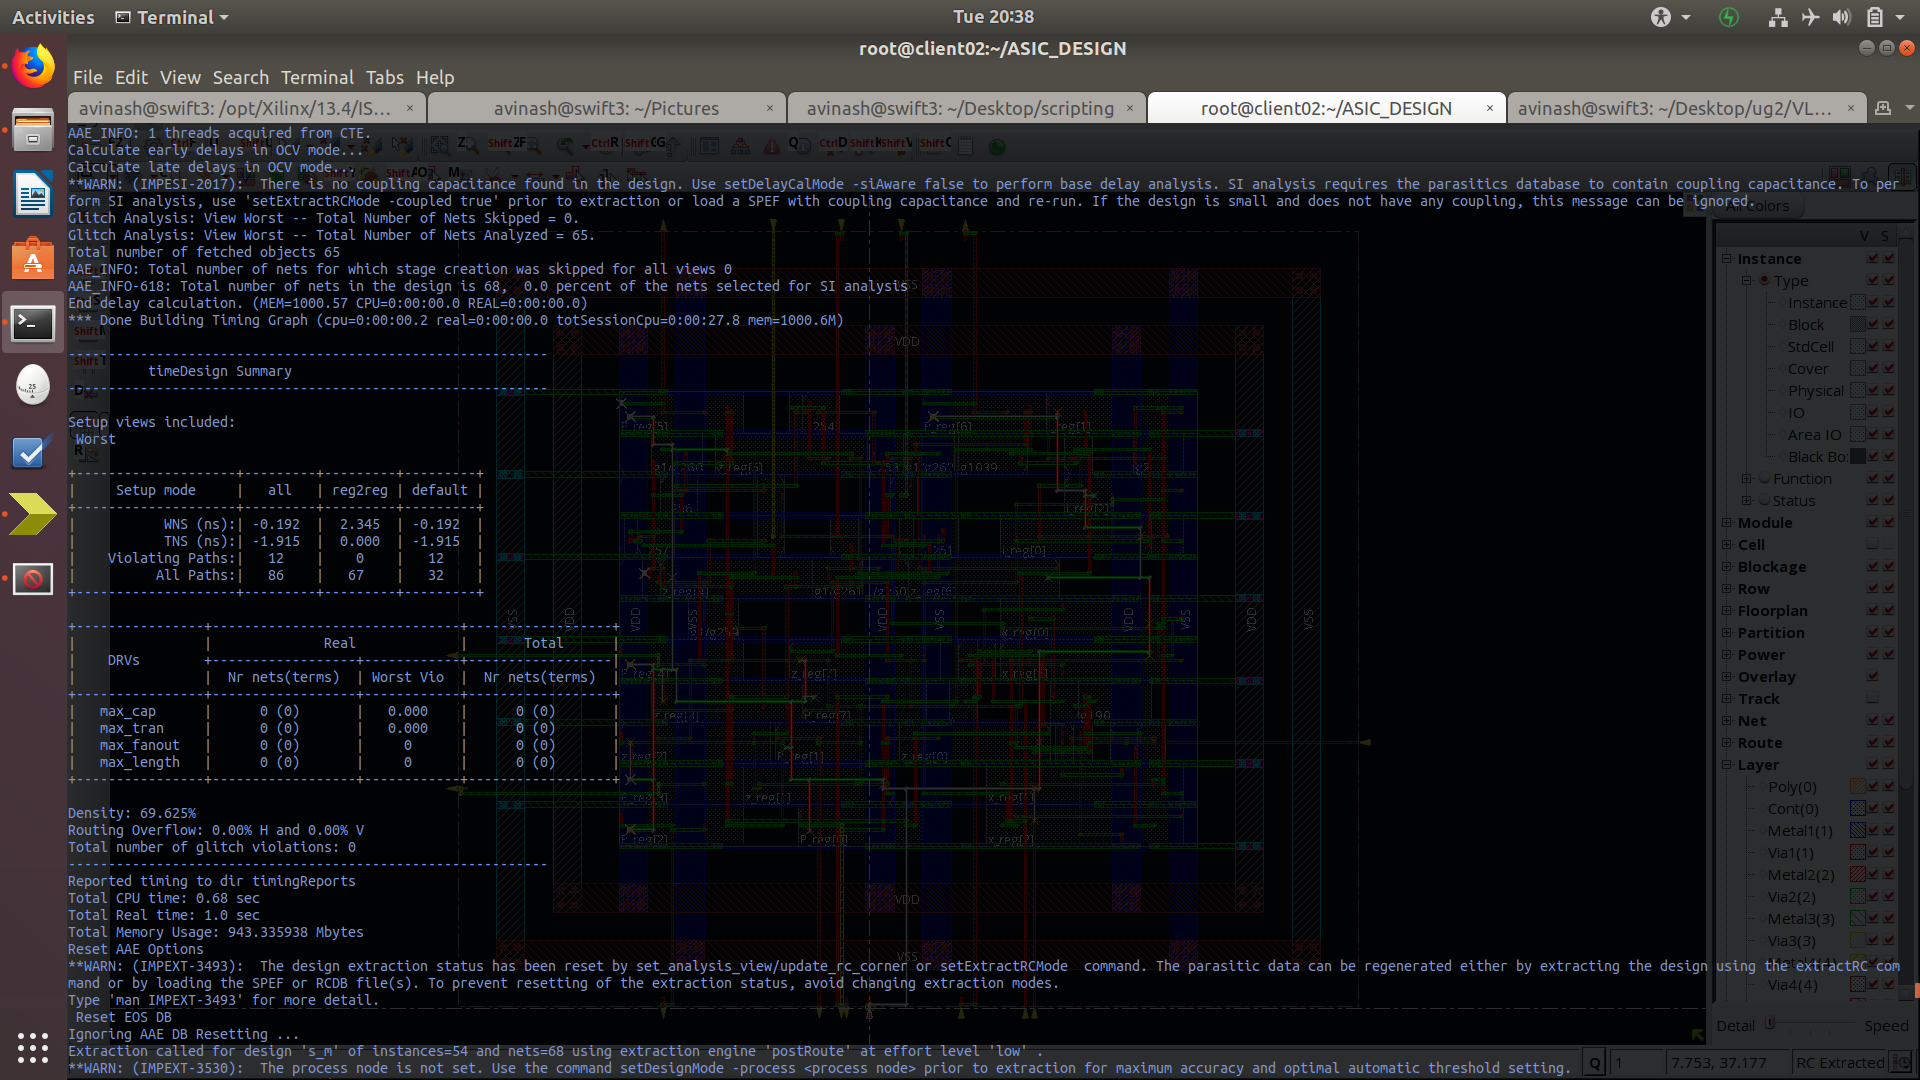 Activities
Terminal
Tue 20:38
root@client02:~/ASIC_DESIGN
File Edit View Search Terminal Tabs Help
avinash@swift3: /opt/Xilinx/13.4/IS...
avinash@swift3: ~/Pictures
avinash@swift3: ~/Desktop/scripting
root@client02:~/ASIC_DESIGN
avinash@swift3: ~/Desktop/ug2/VL...
AAE_INFO: 1 threads acquired from CTE.
Calculate early delays in OCV mode...
Calculate late delays in OCV mode...
**WARN: (IMPESI-2017):  There is no coupling capacitance found in the design. Use setDelayCalMode -siAware false to perform base delay analysis. SI analysis requires the parasitics database to contain coupling capacitance. To per
form SI analysis, use 'setExtractRCMode -coupled true' prior to extraction or load a SPEF with coupling capacitance and re-run. If the design is small and does not have any coupling, this message can be ignored.
Glitch Analysis: View Worst -- Total Number of Nets Skipped = 0.
Glitch Analysis: View Worst -- Total Number of Nets Analyzed = 65.
Total number of fetched objects 65
AAE_INFO: Total number of nets for which stage creation was skipped for all views 0
AAE_INFO-618: Total number of nets in the design is 68,  0.0 percent of the nets selected for SI analysis
End delay calculation. (MEM=1000.57 CPU=0:00:00.0 REAL=0:00:00.0)
*** Done Building Timing Graph (cpu=0:00:00.2 real=0:00:00.0 totSessionCpu=0:00:27.8 mem=1000.6M)
timeDesign Summary
Setup views included:
Worst
| Setup mode | all | reg2reg | default |
| WNS (ns):| -0.192 | 2.345 | -0.192 |
| TNS (ns):| -1.915 | 0.000 | -1.915 |
| Violating Paths:| 12 | 0 | 12 |
| All Paths:| 86 | 67 | 32 |
| | Real | Total |
| DRVs
| | Nr nets(terms) | Worst Vio | Nr nets(terms) |
| max_cap | 0 (0) | 0.000 | 0 (0) |
| max_tran | 0 (0) | 0.000 | 0 (0) |
| max_fanout | 0 (0) | 0 | 0 (0) |
| max_length | 0 (0) | 0 | 0 (0) |
Density: 69.625%
Routing Overflow: 0.00% H and 0.00% V
Total number of glitch violations: 0
Reported timing to dir timingReports
Total CPU time: 0.68 sec
Total Real time: 1.0 sec
Total Memory Usage: 943.335938 Mbytes
Reset AAE Options
**WARN: (IMPEXT-3493):  The design extraction status has been reset by set_analysis_view/update_rc_corner or setExtractRCMode  command. The parasitic data can be regenerated either by extracting the design using the extractRC com
mand or by loading the SPEF or RCDB file(s). To prevent resetting of the extraction status, avoid changing extraction modes.
Type 'man IMPEXT-3493' for more detail.
Reset EOS DB
Ignoring AAE DB Resetting ...
Extraction called for design 's_m' of instances=54 and nets=68 using extraction engine 'postRoute' at effort level 'low' .
**WARN: (IMPEXT-3530):  The process node is not set. Use the command setDesignMode -process <process node> prior to extraction for maximum accuracy and optimal automatic threshold setting.
All Colors
V S
Instance
Type
Instance
Block
StdCell
Cover
Physical
IO
Area IO
Black Bo
Function
Status
Module
Cell
Blockage
Row
Floorplan
Partition
Power
Overlay
Track
Net
Route
Layer
Poly(0)
Cont(0)
Metal1(1)
Via1(1)
Metal2(2)
Via2(2)
Metal3(3)
Via3(3)
Via4(4)
Detail
Speed
Q 1
7.753, 37.177
RC Extracted
VDD
VDD
VSS
VDD
VSS
VDD
VSS
VDD
VSS
VDD
VSS